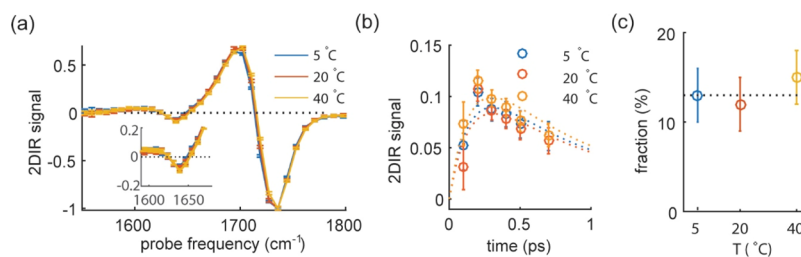 (a)
2DIR signal
0.5
0
-0.5
-1
5 °C
20 °C
40 °C
0.2
0
-0.2
1600 1650
1600 1700 1800
probe frequency (cm⁻¹)
(b)
2DIR signal
0.15
0.1
0.05
0
5 °C
20 °C
40 °C
0 0.5 1
time (ps)
(c)
fraction (%)
20
10
0
5 20 40
T (°C)